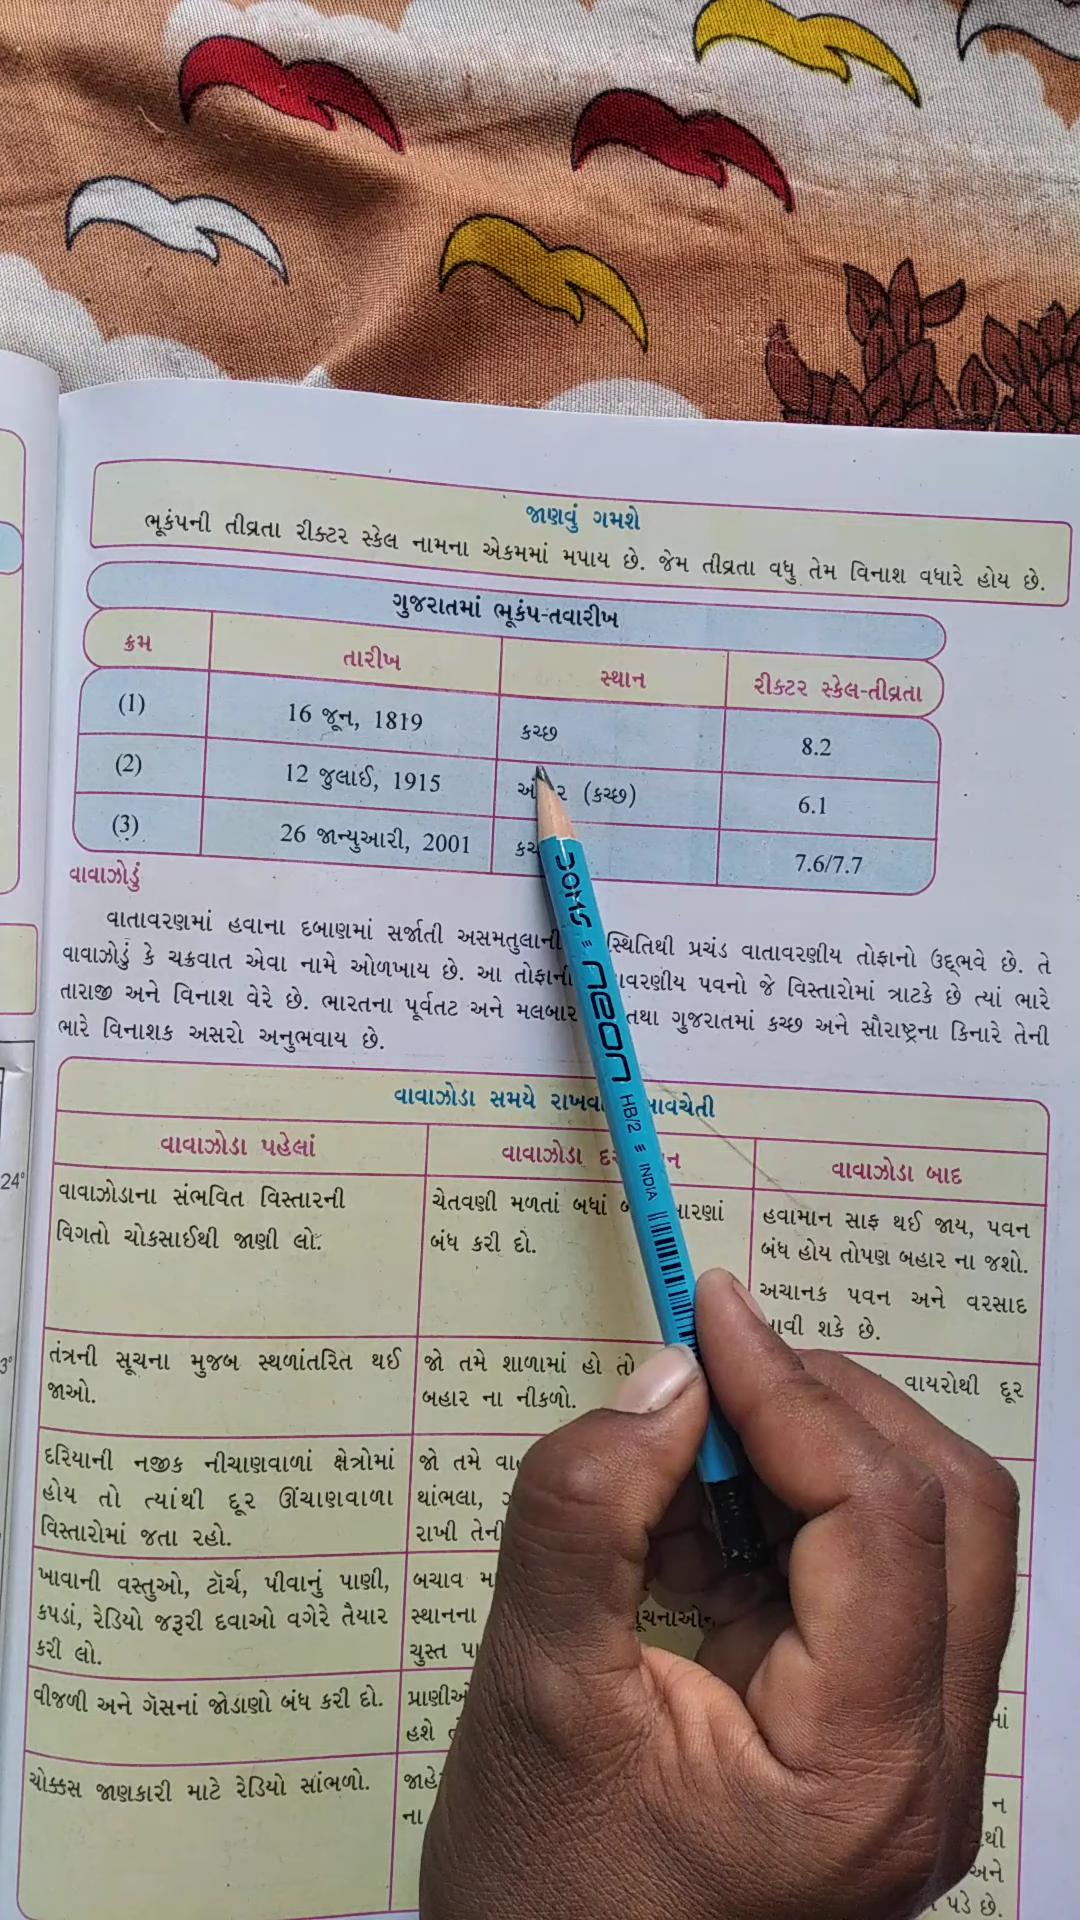 જાણવું ગમશે
ભૂકંપની તીવ્રતા રીક્ટર સ્કેલ નામના એકમમાં મપાય છે. જેમ તીવ્રતા વધુ તેમ વિનાશ વધારે હોય છે.
ગુજરાતમાં ભૂકંપ-તવારીખ
ક્રમ તારીખ સ્થાન રીક્ટર સ્કેલ-તીવ્રતા
(1) 16 જૂન, 1819 કચ્છ 8.2
(2) 12 જુલાઈ, 1915 (કચ્છ) 6.1
(3) 26 જાન્યુઆરી, 2001 7.6/7.7
વાવાઝોડું
વાતાવરણમાં હવાના દબાણમાં સર્જાતી અસમતુલાની સ્થિતિથી પ્રચંડ વાતાવરણીય તોફાનો ઉદ્ભવે છે. તે
વાવાઝોડું કે ચક્રવાત એવા નામે ઓળખાય છે. આ તોફાની પવનો જે વિસ્તારોમાં ત્રાટકે છે ત્યાં ભારે
તારાજી અને વિનાશ વેરે છે. ભારતના પૂર્વતટ અને મલબાર તથા ગુજરાતમાં કચ્છ અને સૌરાષ્ટ્રના કિનારે તેની
ભારે વિનાશક અસરો અનુભવાય છે.
વાવાઝોડા સમયે
વાવાઝોડા પહેલાં
વાવાઝોડાના સંભવિત વિસ્તારની
વિગતો ચોકસાઈથી જાણી લો.
તંત્રની સૂચના મુજબ સ્થળાંતરિત થઈ
જાઓ.
દરિયાની નજીક નીચાણવાળાં ક્ષેત્રોમાં
હોય તો ત્યાંથી દૂર ઊંચાણવાળા
વિસ્તારોમાં જતા રહો.
ખાવાની વસ્તુઓ, ટૉર્ચ, પીવાનું પાણી,
કપડાં, રેડિયો જરૂરી દવાઓ વગેરે તૈયાર
કરી લો.
વીજળી અને ગૅસનાં જોડાણો બંધ કરી દો.
ચોક્કસ જાણકારી માટે રેડિયો સાંભળો.
વાવાઝોડા
ચેતવણી મળતાં બધાં
બંધ કરી દો.
જો તમે શાળામાં હો તો
બહાર ના નીકળો.
જો તમે
થાંભલા,
રાખી તેની
બચાવ
સ્થાનના
ચુસ્ત
હશે
ના
વાવાઝોડા બાદ
હવામાન સાફ થઈ જાય, પવન
બંધ હોય તોપણ બહાર ના જશો.
અચાનક પવન અને વરસાદ
શકે છે.
વાયરોથી દૂર
ન
અને
પડે છે.
DOMS neon HB/2 INDIA
24°